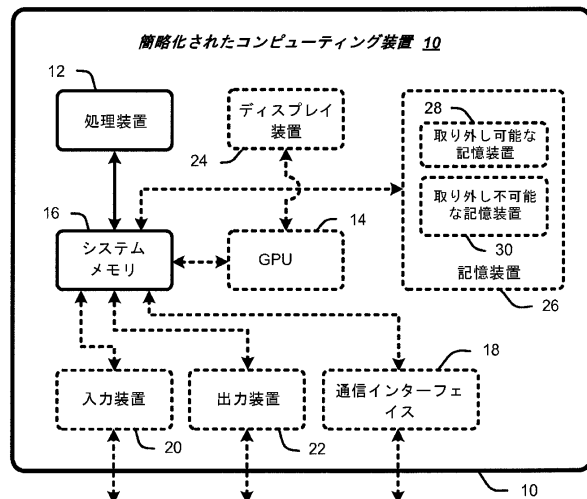 簡略化されたコンピューティング装置 10
12
処理装置
ディスプレイ
装置
24
28
取り外し可能な
記憶装置
取り外し不可能
な記憶装置
30
記憶装置
26
16
システム
メモリ
14
GPU
18
入力装置
20
出力装置
22
通信インターフェ
イス
10